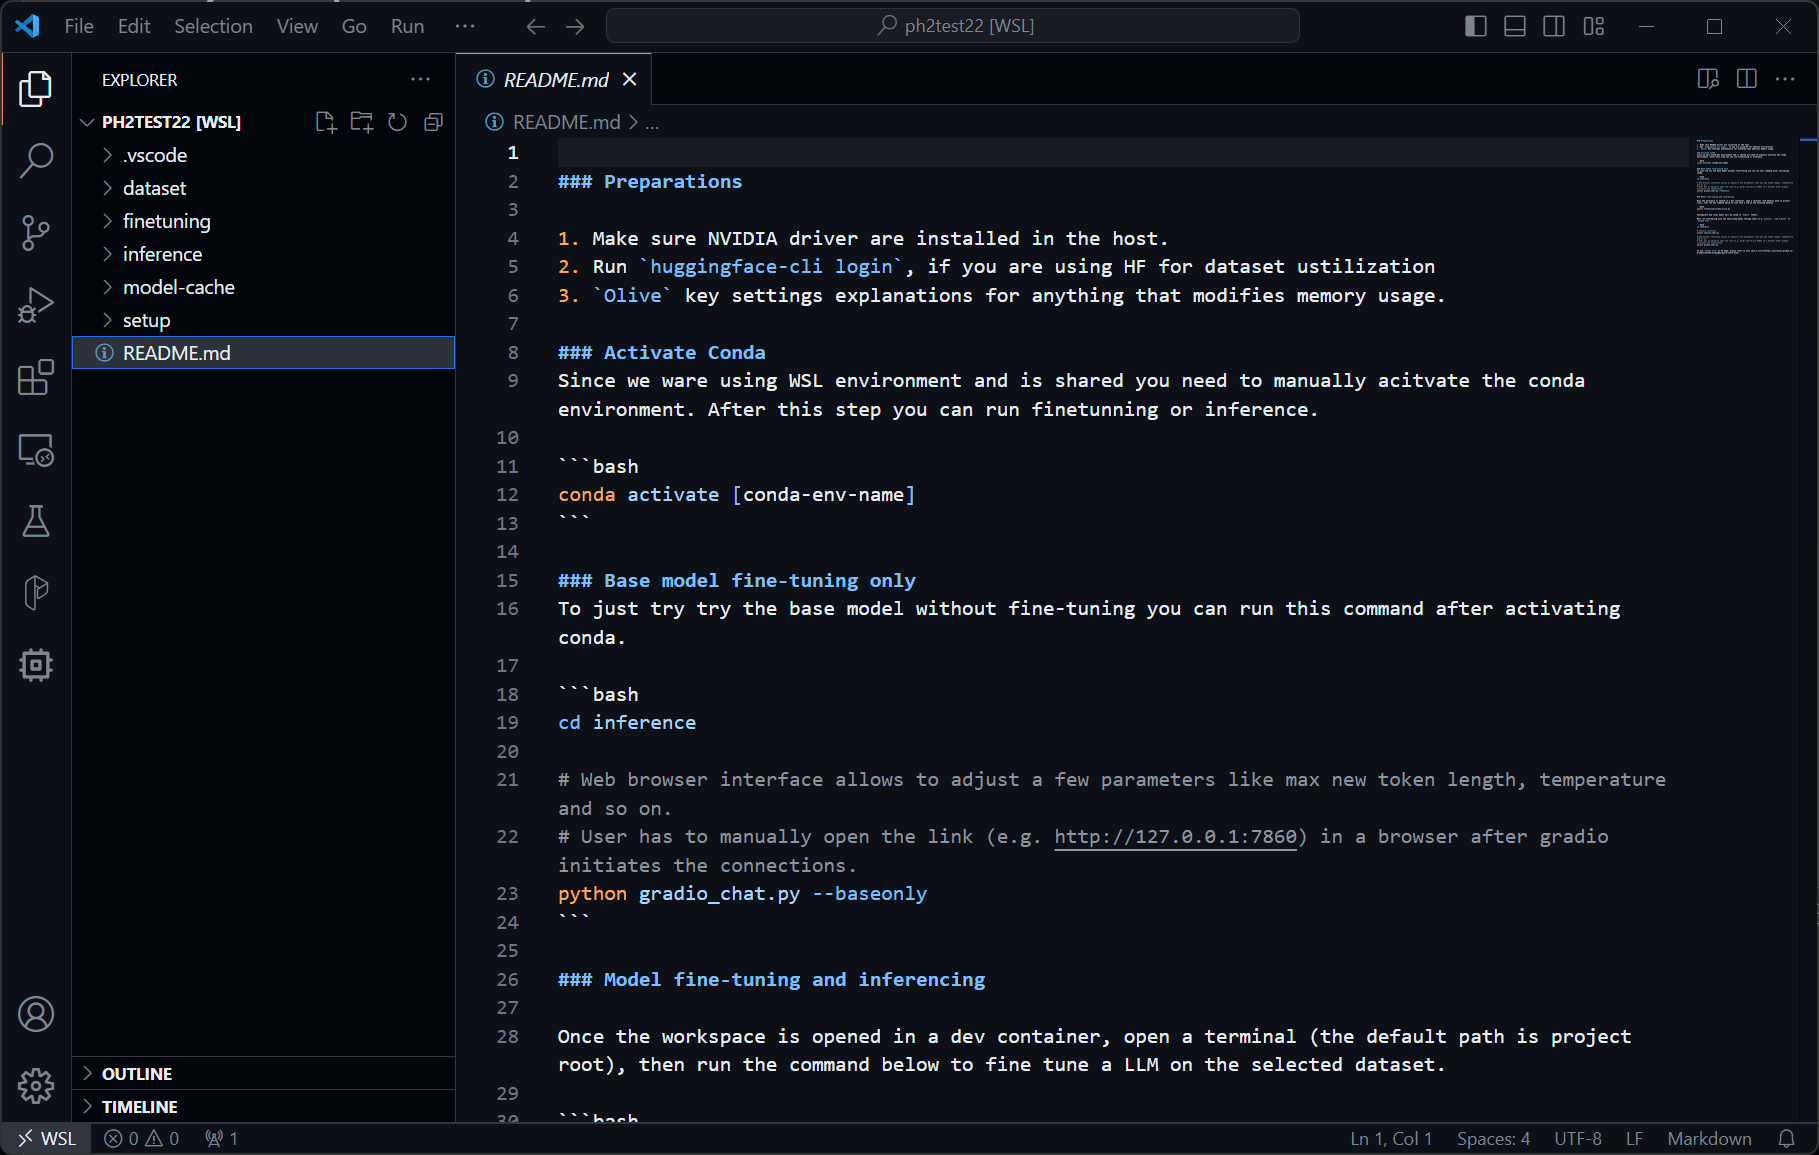 File Edit Selection View Go Run ··· ph2test22 [WSL]
EXPLORER ···
PH2TEST22 [WSL]
.vscode
dataset
finetuning
inference
model-cache
setup
README.md
OUTLINE
TIMELINE
README.md
README.md > ...
1
2 ### Preparations
3
4 1. Make sure NVIDIA driver are installed in the host.
5 2. Run `huggingface-cli login`, if you are using HF for dataset ustilization
6 3. `Olive` key settings explanations for anything that modifies memory usage.
7
8 ### Activate Conda
9 Since we ware using WSL environment and is shared you need to manually acitvate the conda
environment. After this step you can run finetunning or inference.
10
11 ```bash
12 conda activate [conda-env-name]
13 ```
14
15 ### Base model fine-tuning only
16 To just try try the base model without fine-tuning you can run this command after activating
conda.
17
18 ```bash
19 cd inference
20
21 # Web browser interface allows to adjust a few parameters like max new token length, temperature
and so on.
22 # User has to manually open the link (e.g. http://127.0.0.1:7860) in a browser after gradio
initiates the connections.
23 python gradio_chat.py --baseonly
24 ```
25
26 ### Model fine-tuning and inferencing
27
28 Once the workspace is opened in a dev container, open a terminal (the default path is project
root), then run the command below to fine tune a LLM on the selected dataset.
29
30 ```bash
WSL 0 0 1 Ln 1, Col 1 Spaces: 4 UTF-8 LF Markdown